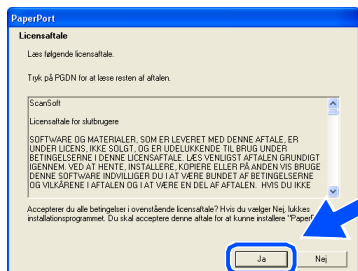 PaperPort
Licensaftale
Læs følgende licensaftale.
Tryk på PGDN for at læse resten af aftalen.
ScanSoft
Licensaftale for slutbrugere
SOFTWARE OG MATERIALER, SOM ER LEVERET MED DENNE AFTALE, ER
UNDER LICENS, IKKE SOLGT, OG ER UDELUKKENDE TIL BRUG UNDER
BETINGELSERNE I DENNE LICENSAFTALE. LÆS VENLIGST AFTALEN GRUNDIGT
IGENNEM. VED AT HENTE, INSTALLERE, KOPIERE ELLER PÅ ANDEN VIS BRUGE
DENNE SOFTWARE INDVILLIGER DU I AT VÆRE BUNDET AF BETINGELSERNE
OG VILKÅRENE I AFTALEN OG I AT VÆRE EN DEL AF AFTALEN. HVIS DU IKKE
Accepterer du alle betingelser i ovenstående licensaftale? Hvis du vælger Nej, lukkes
installationsprogrammet. Du skal acceptere denne aftale for at kunne installere "Paper
Ja
Nej